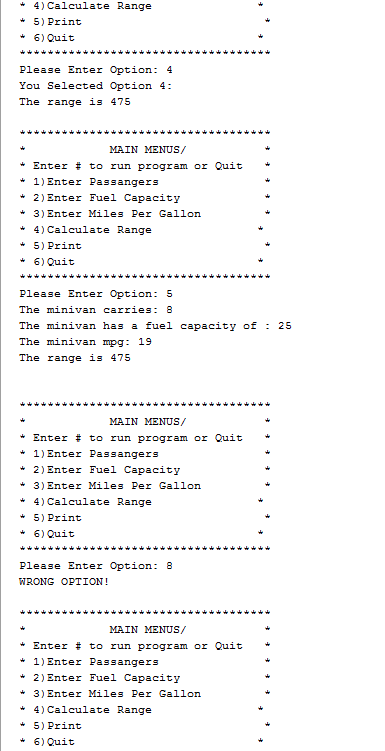 * 4)Calculate Range *
* 5)Print *
* 6)Quit *
***********************************
Please Enter Option: 4
You Selected Option 4:
The range is 475
***********************************
* MAIN MENUS/ *
* Enter # to run program or Quit *
* 1)Enter Passangers *
* 2)Enter Fuel Capacity *
* 3)Enter Miles Per Gallon *
* 4)Calculate Range *
* 5)Print *
* 6)Quit *
***********************************
Please Enter Option: 5
The minivan carries: 8
The minivan has a fuel capacity of : 25
The minivan mpg: 19
The range is 475
***********************************
* MAIN MENUS/ *
* Enter # to run program or Quit *
* 1)Enter Passangers *
* 2)Enter Fuel Capacity *
* 3)Enter Miles Per Gallon *
* 4)Calculate Range *
* 5)Print *
* 6)Quit *
***********************************
Please Enter Option: 8
WRONG OPTION!
***********************************
* MAIN MENUS/ *
* Enter # to run program or Quit *
* 1)Enter Passangers *
* 2)Enter Fuel Capacity *
* 3)Enter Miles Per Gallon *
* 4)Calculate Range *
* 5)Print *
* 6)Quit *